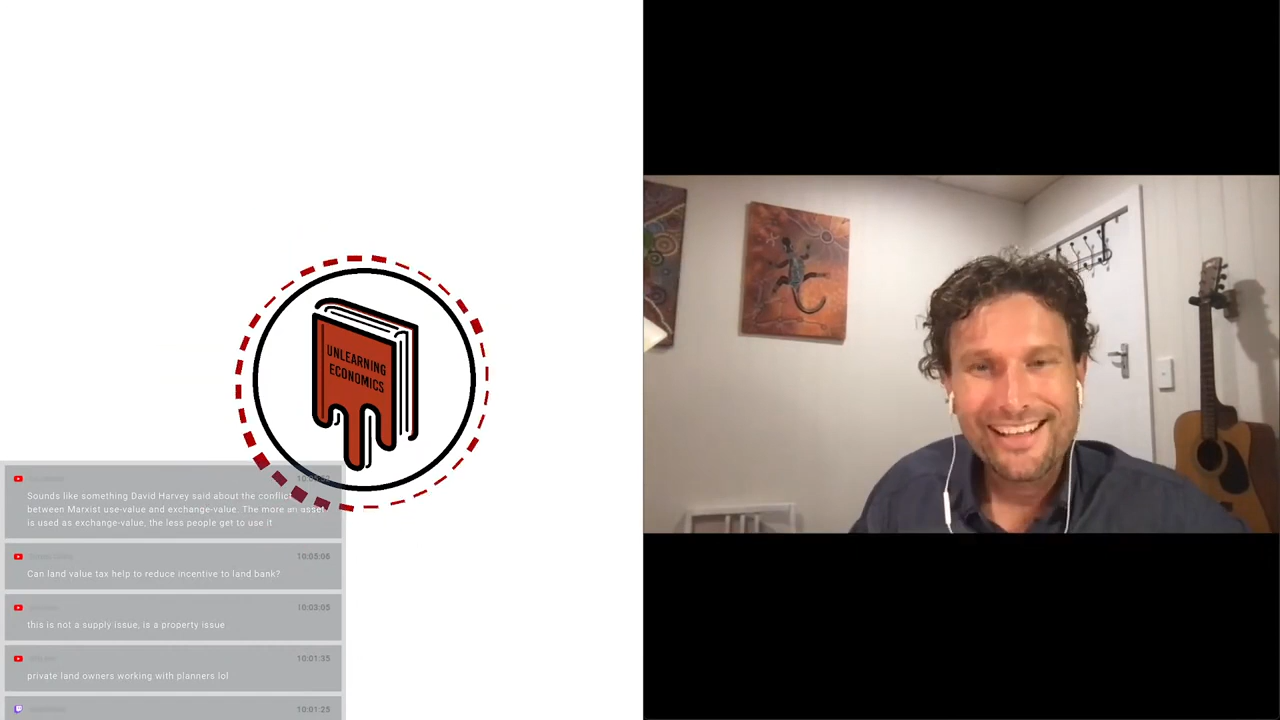 UNLEARNING
ECONOMICS
Sounds like something David Harvey said about the conflict
between Marxist use-value and exchange-value. The more an asset
is used as exchange-value, the less people get to use it
10:05:06
Can land value tax help to reduce incentive to land bank?
10:03:05
this is not a supply issue, is a property issue
10:01:35
private land owners working with planners lol
10:01:25